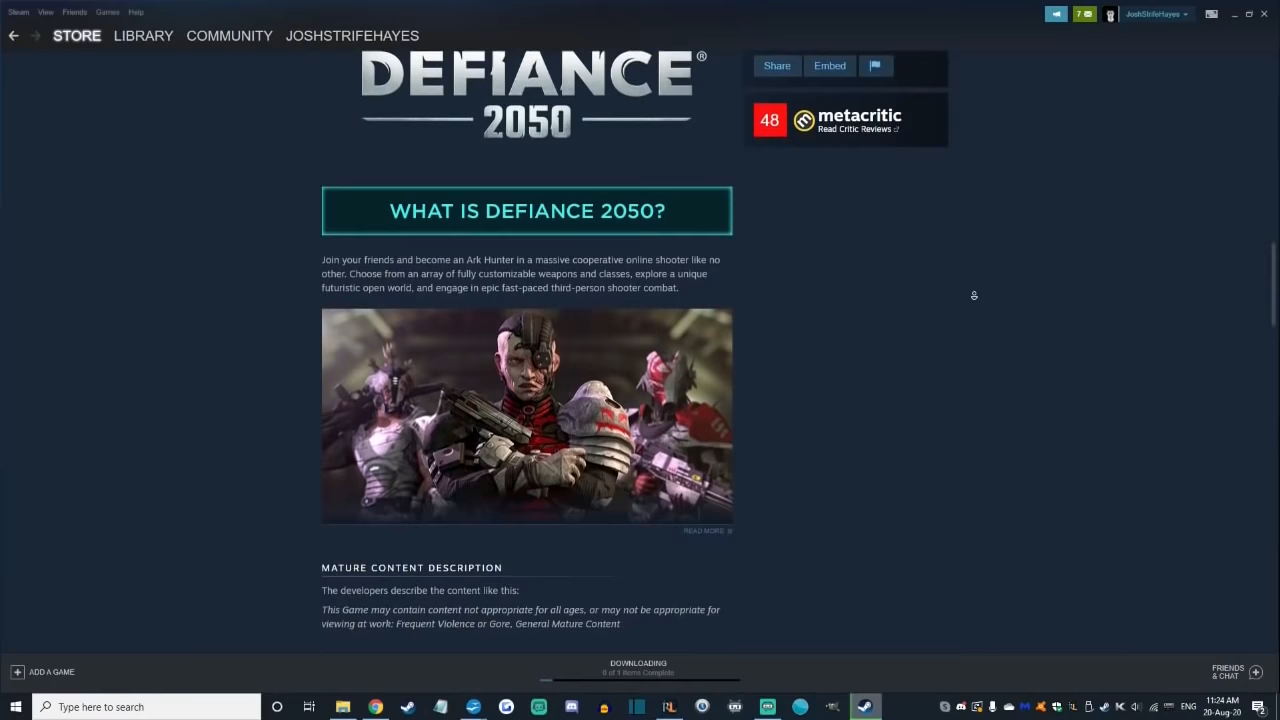 Steam View Friends Games Help
7
JoshStrifeHayes
STORE LIBRARY COMMUNITY JOSHSTRIFEHAYES
DEFIANCE®
2050
Share Embed
48 metacritic
Read Critic Reviews
WHAT IS DEFIANCE 2050?
Join your friends and become an Ark Hunter in a massive cooperative online shooter like no
other. Choose from an array of fully customizable weapons and classes, explore a unique
futuristic open world, and engage in epic fast-paced third-person shooter combat.
READ MORE
MATURE CONTENT DESCRIPTION
The developers describe the content like this:
This Game may contain content not appropriate for all ages, or may not be appropriate for
viewing at work: Frequent Violence or Gore, General Mature Content
ADD A GAME
DOWNLOADING
0 of 1 Items Complete
FRIENDS
& CHAT
Type here to search
ENG
11:24 AM
20-Aug-20